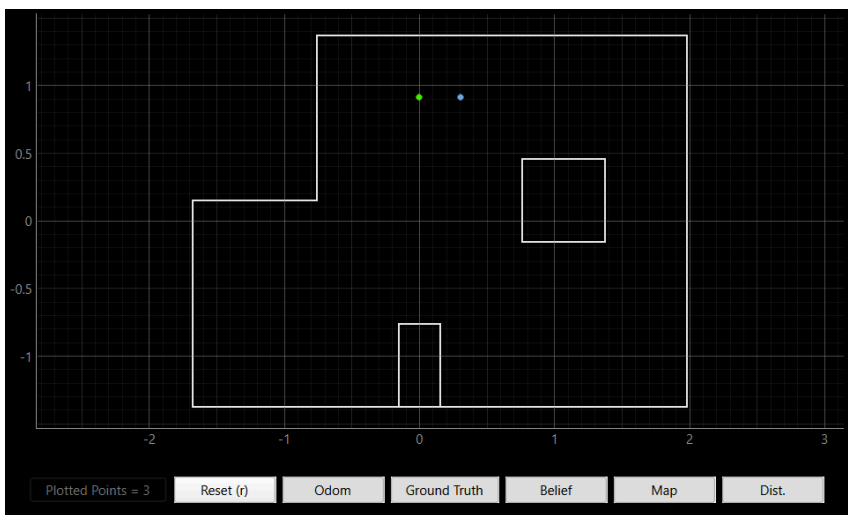 1
0.5
0
-0.5
-1
-2 -1 0 1 2 3
Plotted Points = 3 Reset (r) Odom Ground Truth Belief Map Dist.